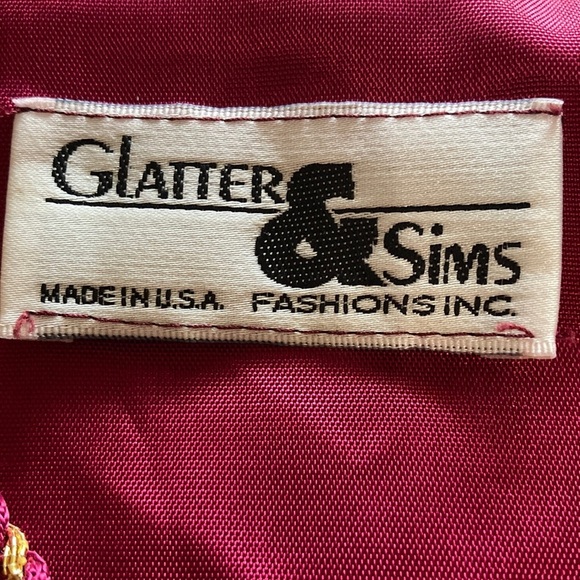 Glatter
&
Sims
MADE IN U.S.A. FASHIONS INC.